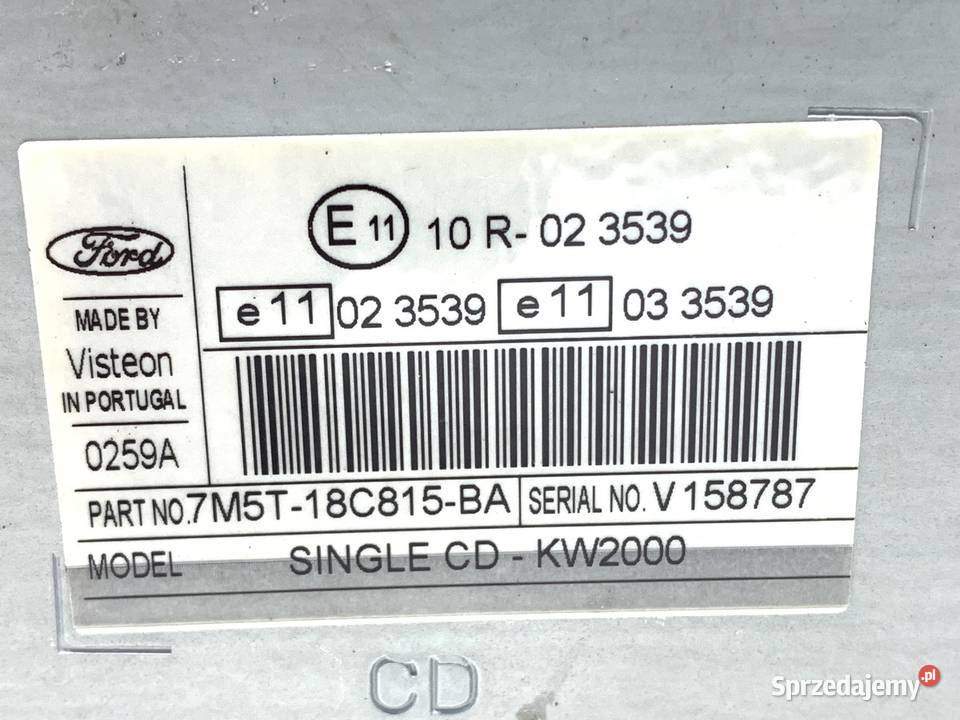 Ford
MADE BY
Visteon
IN PORTUGAL
0259A
E 11 10 R- 02 3539
e 11 02 3539 e 11 03 3539
PART NO. 7M5T-18C815-BA SERIAL NO. V 158787
MODEL SINGLE CD - KW2000
CD
Sprzedajemy.pl